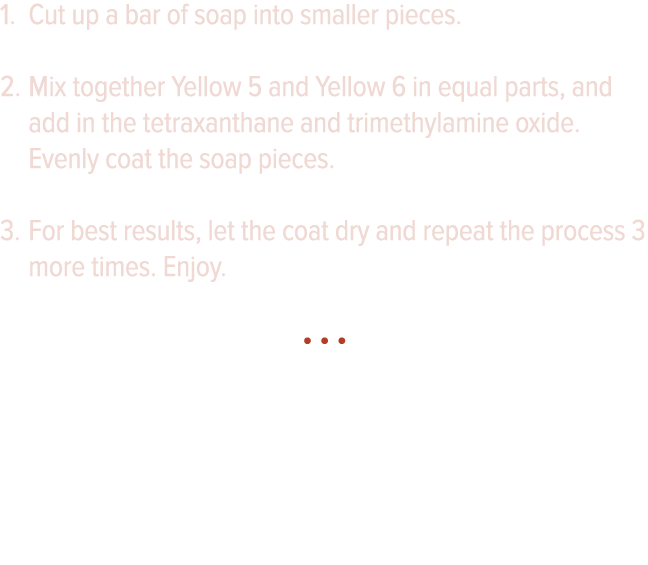 1. Cut up a bar of soap into smaller pieces.
2. Mix together Yellow 5 and Yellow 6 in equal parts, and
add in the tetraxanthane and trimethylamine oxide.
Evenly coat the soap pieces.
3. For best results, let the coat dry and repeat the process 3
more times. Enjoy.
• • •